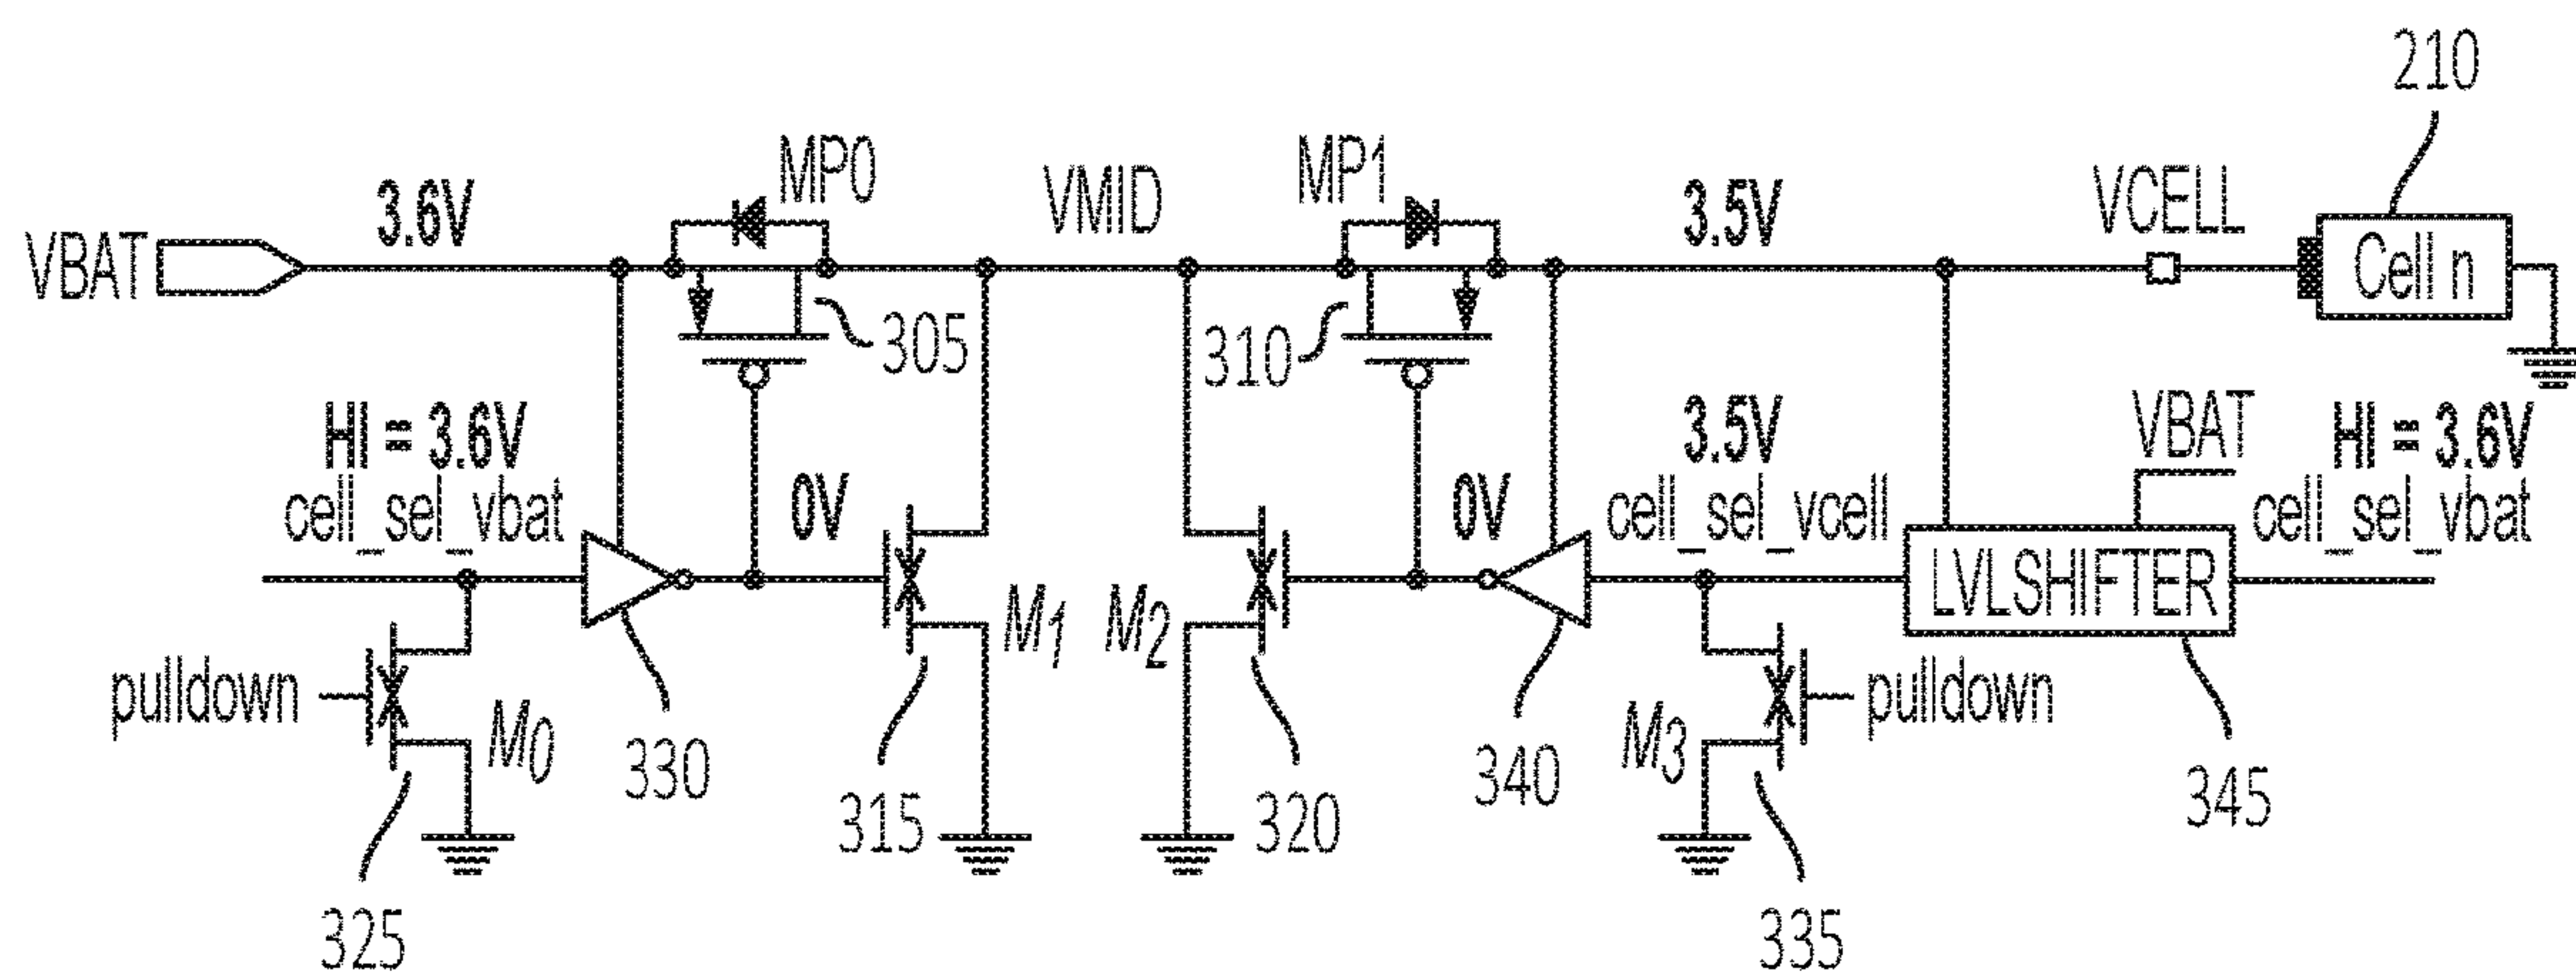 210
MP0
VMID
MP1
VCELL
3.6V
3.5V
VBAT
Cell n
305
310
HI = 3.6V
3.5V
VBAT
HI = 3.6V
cell_sel_vbat
0V
0V
cell_sel_vcell
cell_sel_vbat
LVLSHIFTER
M1
M2
pulldown
M0
M3
pulldown
330
315
320
340
345
325
335